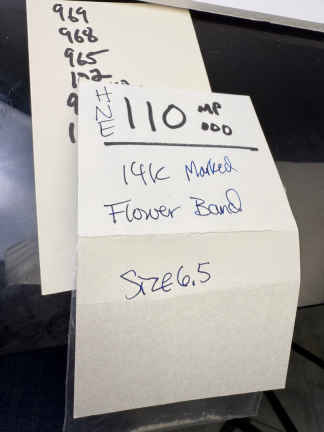 969
968
965
HNE 110 MP
000
14K Marked
Flower Band
Size 6.5